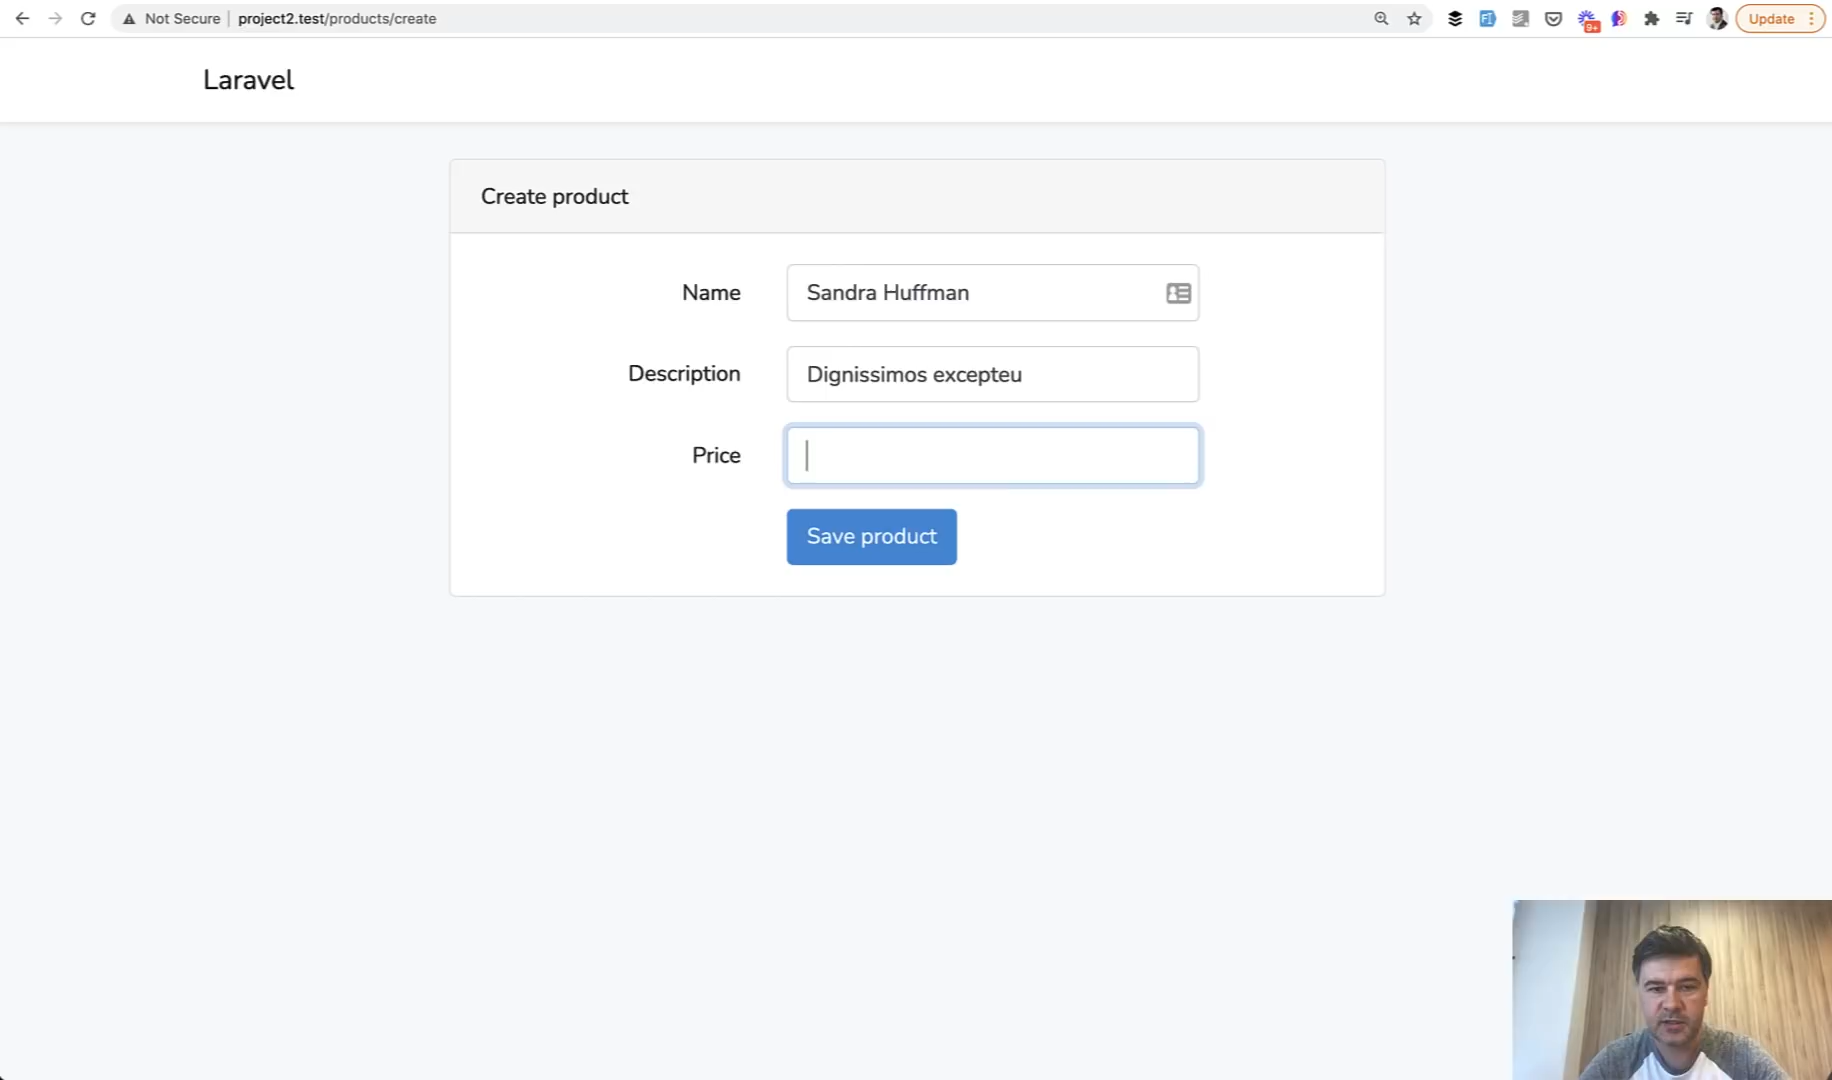 Not Secure project2.test/products/create
9+
Update
Laravel
Create product
Name Sandra Huffman
Description Dignissimos excepteu
Price
Save product